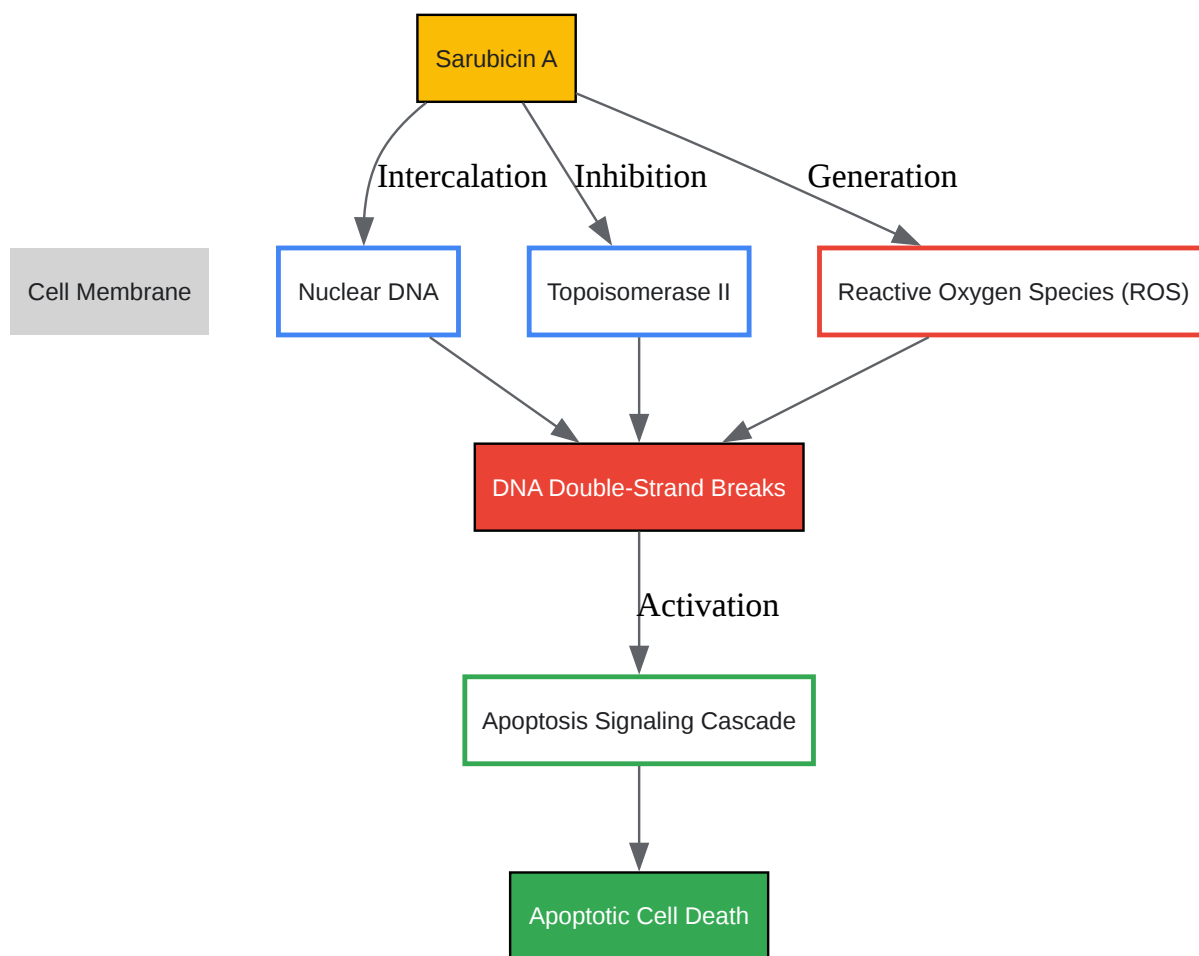 Sarubicin A
Intercalation
Inhibition
Generation
Cell Membrane
Nuclear DNA
Topoisomerase II
Reactive Oxygen Species (ROS)
DNA Double-Strand Breaks
Activation
Apoptosis Signaling Cascade
Apoptotic Cell Death